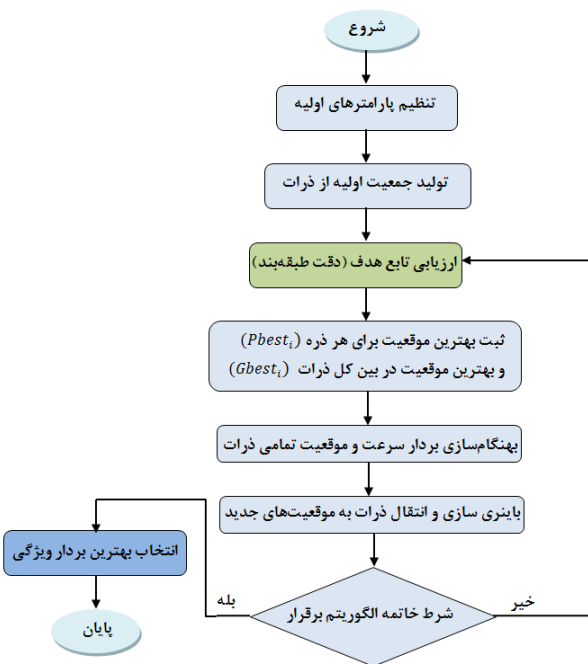 شروع
تنظیم پارامترهای اولیه
تولید جمعیت اولیه از ذرات
ارزیابی تابع هدف (دقت طبقه‌بند)
ثبت بهترین موقعیت برای هر ذره (Pbest_i)
و بهترین موقعیت در بین کل ذرات (Gbest_i)
بهنگام‌سازی بردار سرعت و موقعیت تمامی ذرات
باینری سازی و انتقال ذرات به موقعیت‌های جدید
شرط خاتمه الگوریتم برقرار
خیر
بله
انتخاب بهترین بردار ویژگی
پایان